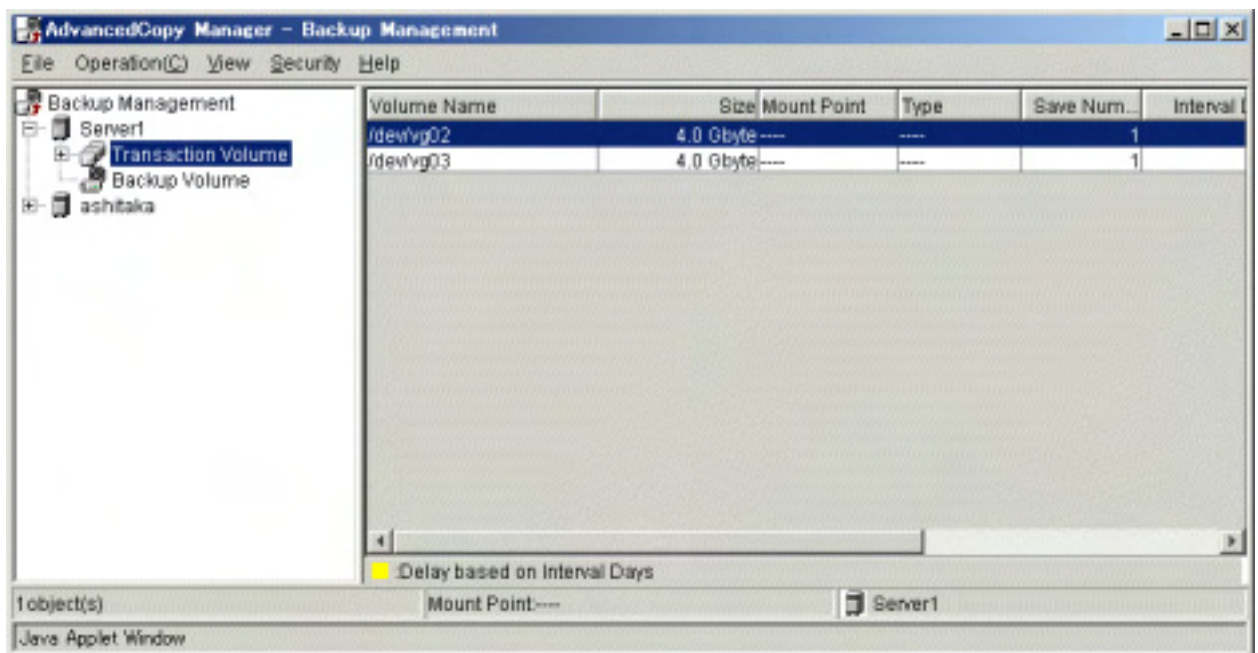 AdvancedCopy Manager - Backup Management
File Operation(C) View Security Help
Backup Management
Server1
Transaction Volume
Backup Volume
ashitaka
Volume Name Size Mount Point Type Save Num... Interval
/dev/vg02 4.0 Gbyte ---- ---- 1
/dev/vg03 4.0 Gbyte ---- ---- 1
:Delay based on Interval Days
1 object(s) Mount Point:---- Server1
Java Applet Window